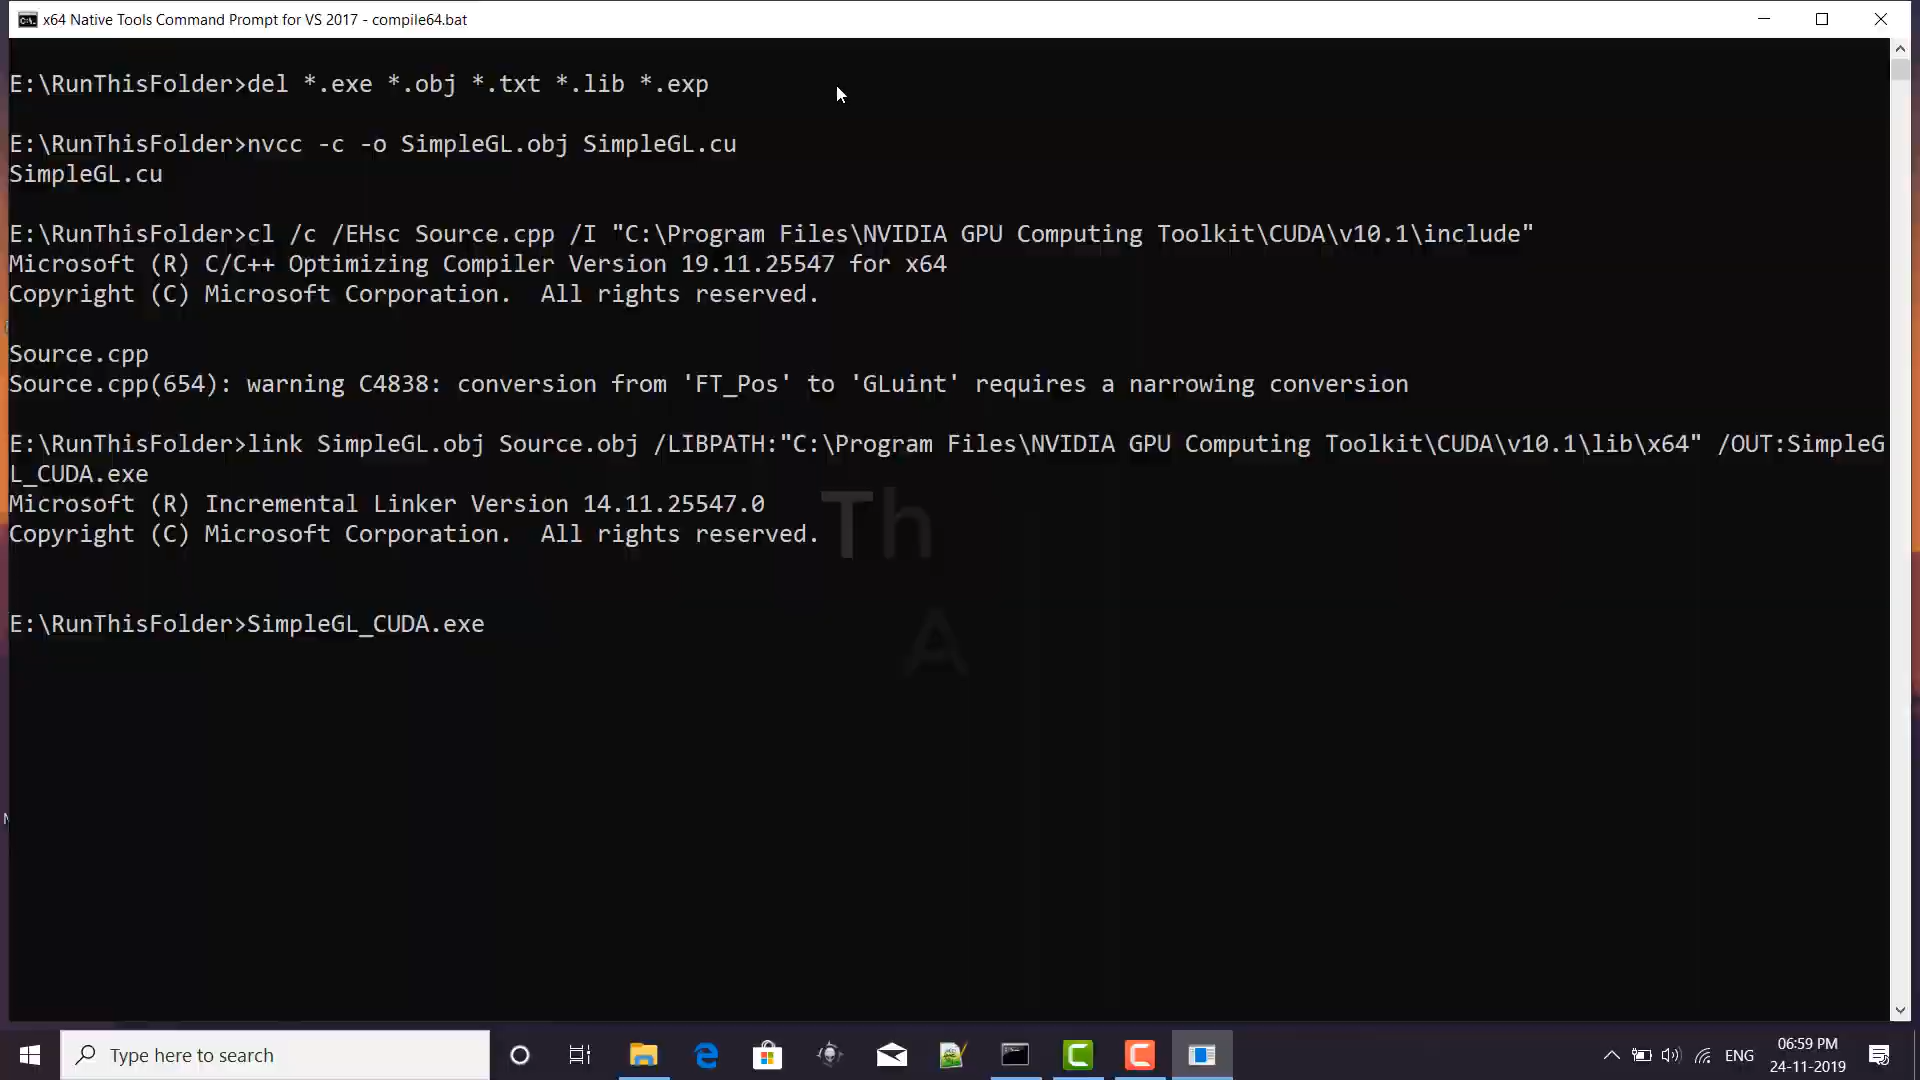 x64 Native Tools Command Prompt for VS 2017 - compile64.bat
E:\RunThisFolder>del *.exe *.obj *.txt *.lib *.exp
E:\RunThisFolder>nvcc -c -o SimpleGL.obj SimpleGL.cu
SimpleGL.cu
E:\RunThisFolder>cl /c /EHsc Source.cpp /I "C:\Program Files\NVIDIA GPU Computing Toolkit\CUDA\v10.1\include"
Microsoft (R) C/C++ Optimizing Compiler Version 19.11.25547 for x64
Copyright (C) Microsoft Corporation.  All rights reserved.
Source.cpp
Source.cpp(654): warning C4838: conversion from 'FT_Pos' to 'GLuint' requires a narrowing conversion
E:\RunThisFolder>link SimpleGL.obj Source.obj /LIBPATH:"C:\Program Files\NVIDIA GPU Computing Toolkit\CUDA\v10.1\lib\x64" /OUT:SimpleG
L_CUDA.exe
Microsoft (R) Incremental Linker Version 14.11.25547.0
Copyright (C) Microsoft Corporation.  All rights reserved.
Th
A
E:\RunThisFolder>SimpleGL_CUDA.exe
Type here to search
ENG
06:59 PM
24-11-2019